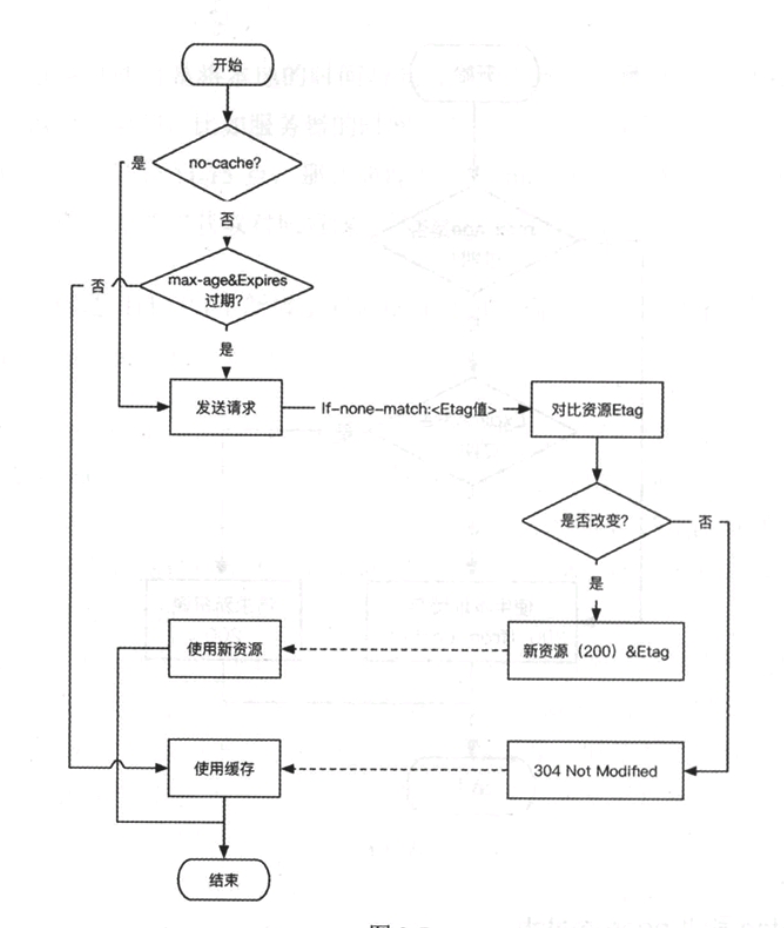 开始
no-cache?
是
否
max-age&Expires
过期?
否
是
发送请求
If-none-match:<Etag值>
对比资源Etag
是否改变?
否
是
使用新资源
新资源（200）&Etag
使用缓存
304 Not Modified
结束